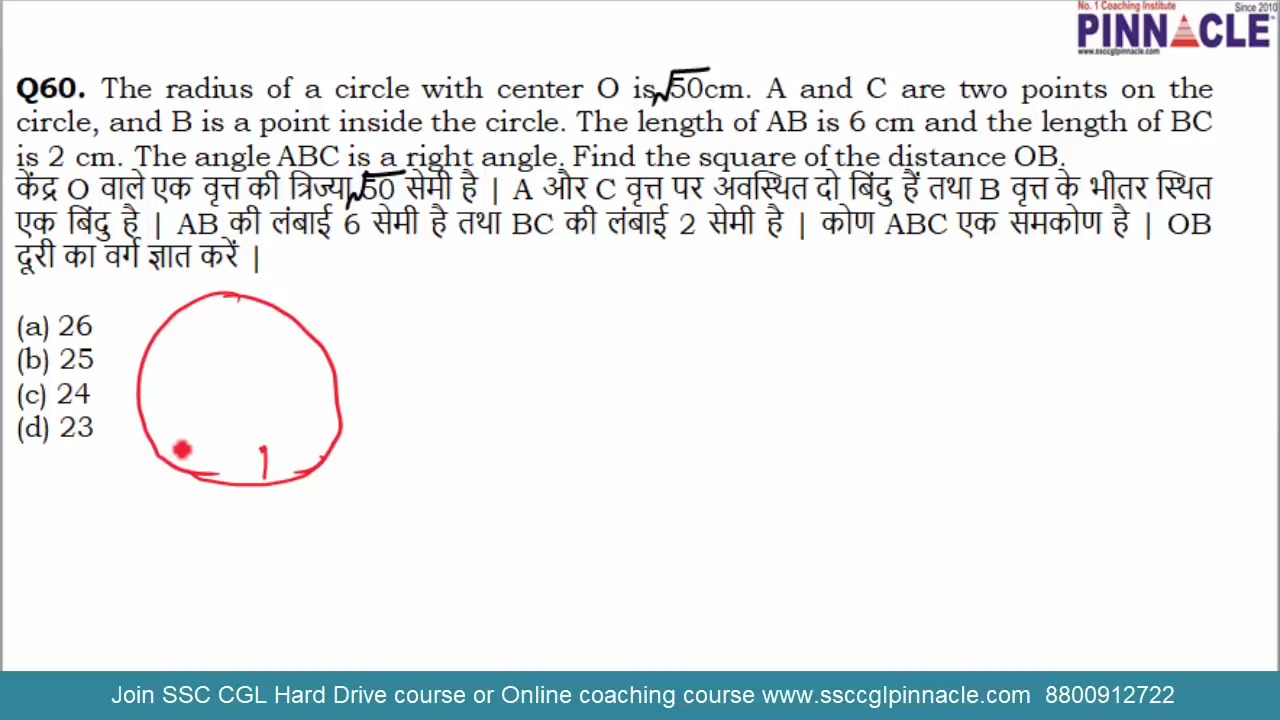 No. 1 Coaching Institute
Since 2010
PINNACLE
www.ssccglpinnacle.com
Q60. The radius of a circle with center O is √50cm. A and C are two points on the
circle, and B is a point inside the circle. The length of AB is 6 cm and the length of BC
is 2 cm. The angle ABC is a right angle. Find the square of the distance OB.
केंद्र O वाले एक वृत्त की त्रिज्या √50 सेमी है | A और C वृत्त पर अवस्थित दो बिंदु हैं तथा B वृत्त के भीतर स्थित
एक बिंदु है | AB की लंबाई 6 सेमी है तथा BC की लंबाई 2 सेमी है | कोण ABC एक समकोण है | OB
दूरी का वर्ग ज्ञात करें |
(a) 26
(b) 25
(c) 24
(d) 23
Join SSC CGL Hard Drive course or Online coaching course www.ssccglpinnacle.com 8800912722